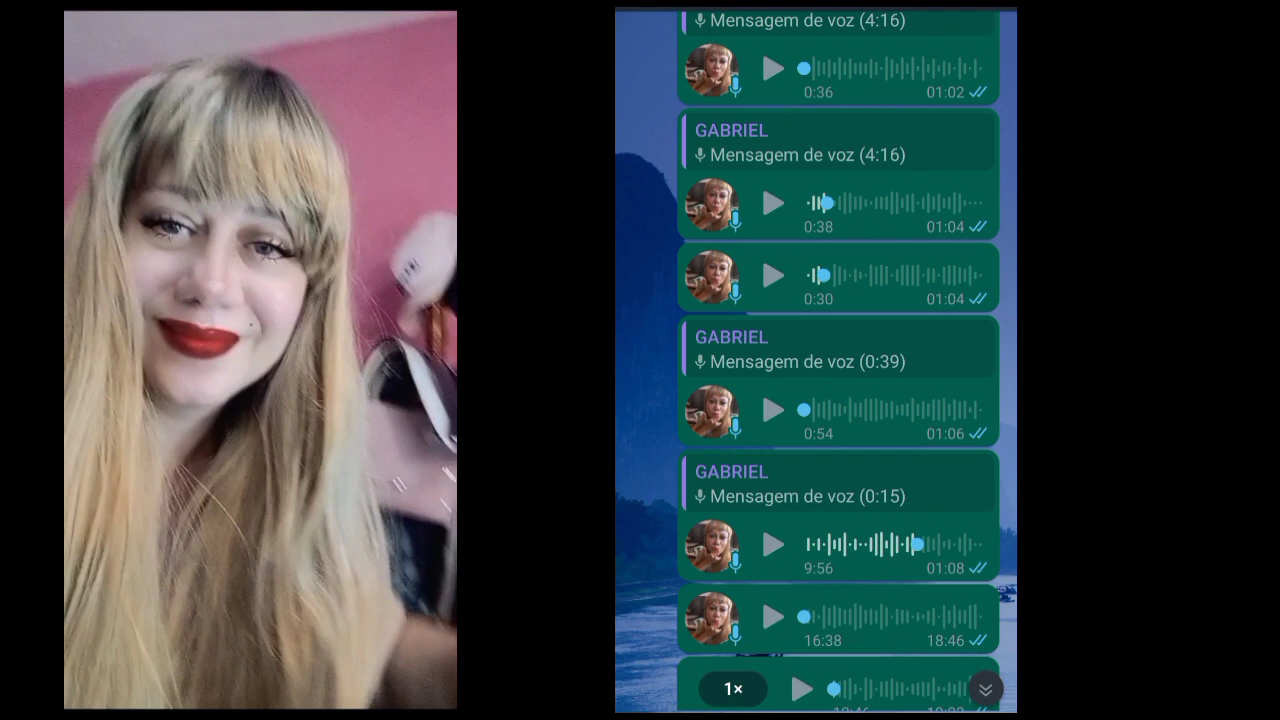 Mensagem de voz (4:16)
0:36 01:02
GABRIEL
Mensagem de voz (4:16)
0:38 01:04
0:30 01:04
GABRIEL
Mensagem de voz (0:39)
0:54 01:06
GABRIEL
Mensagem de voz (0:15)
9:56 01:08
16:38 18:46
1×